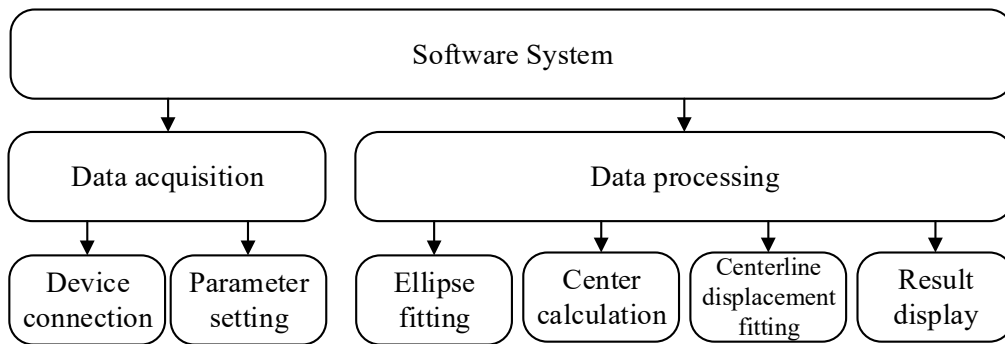 Software System
Data acquisition
Data processing
Device
connection
Parameter
setting
Ellipse
fitting
Center
calculation
Centerline
displacement
fitting
Result
display